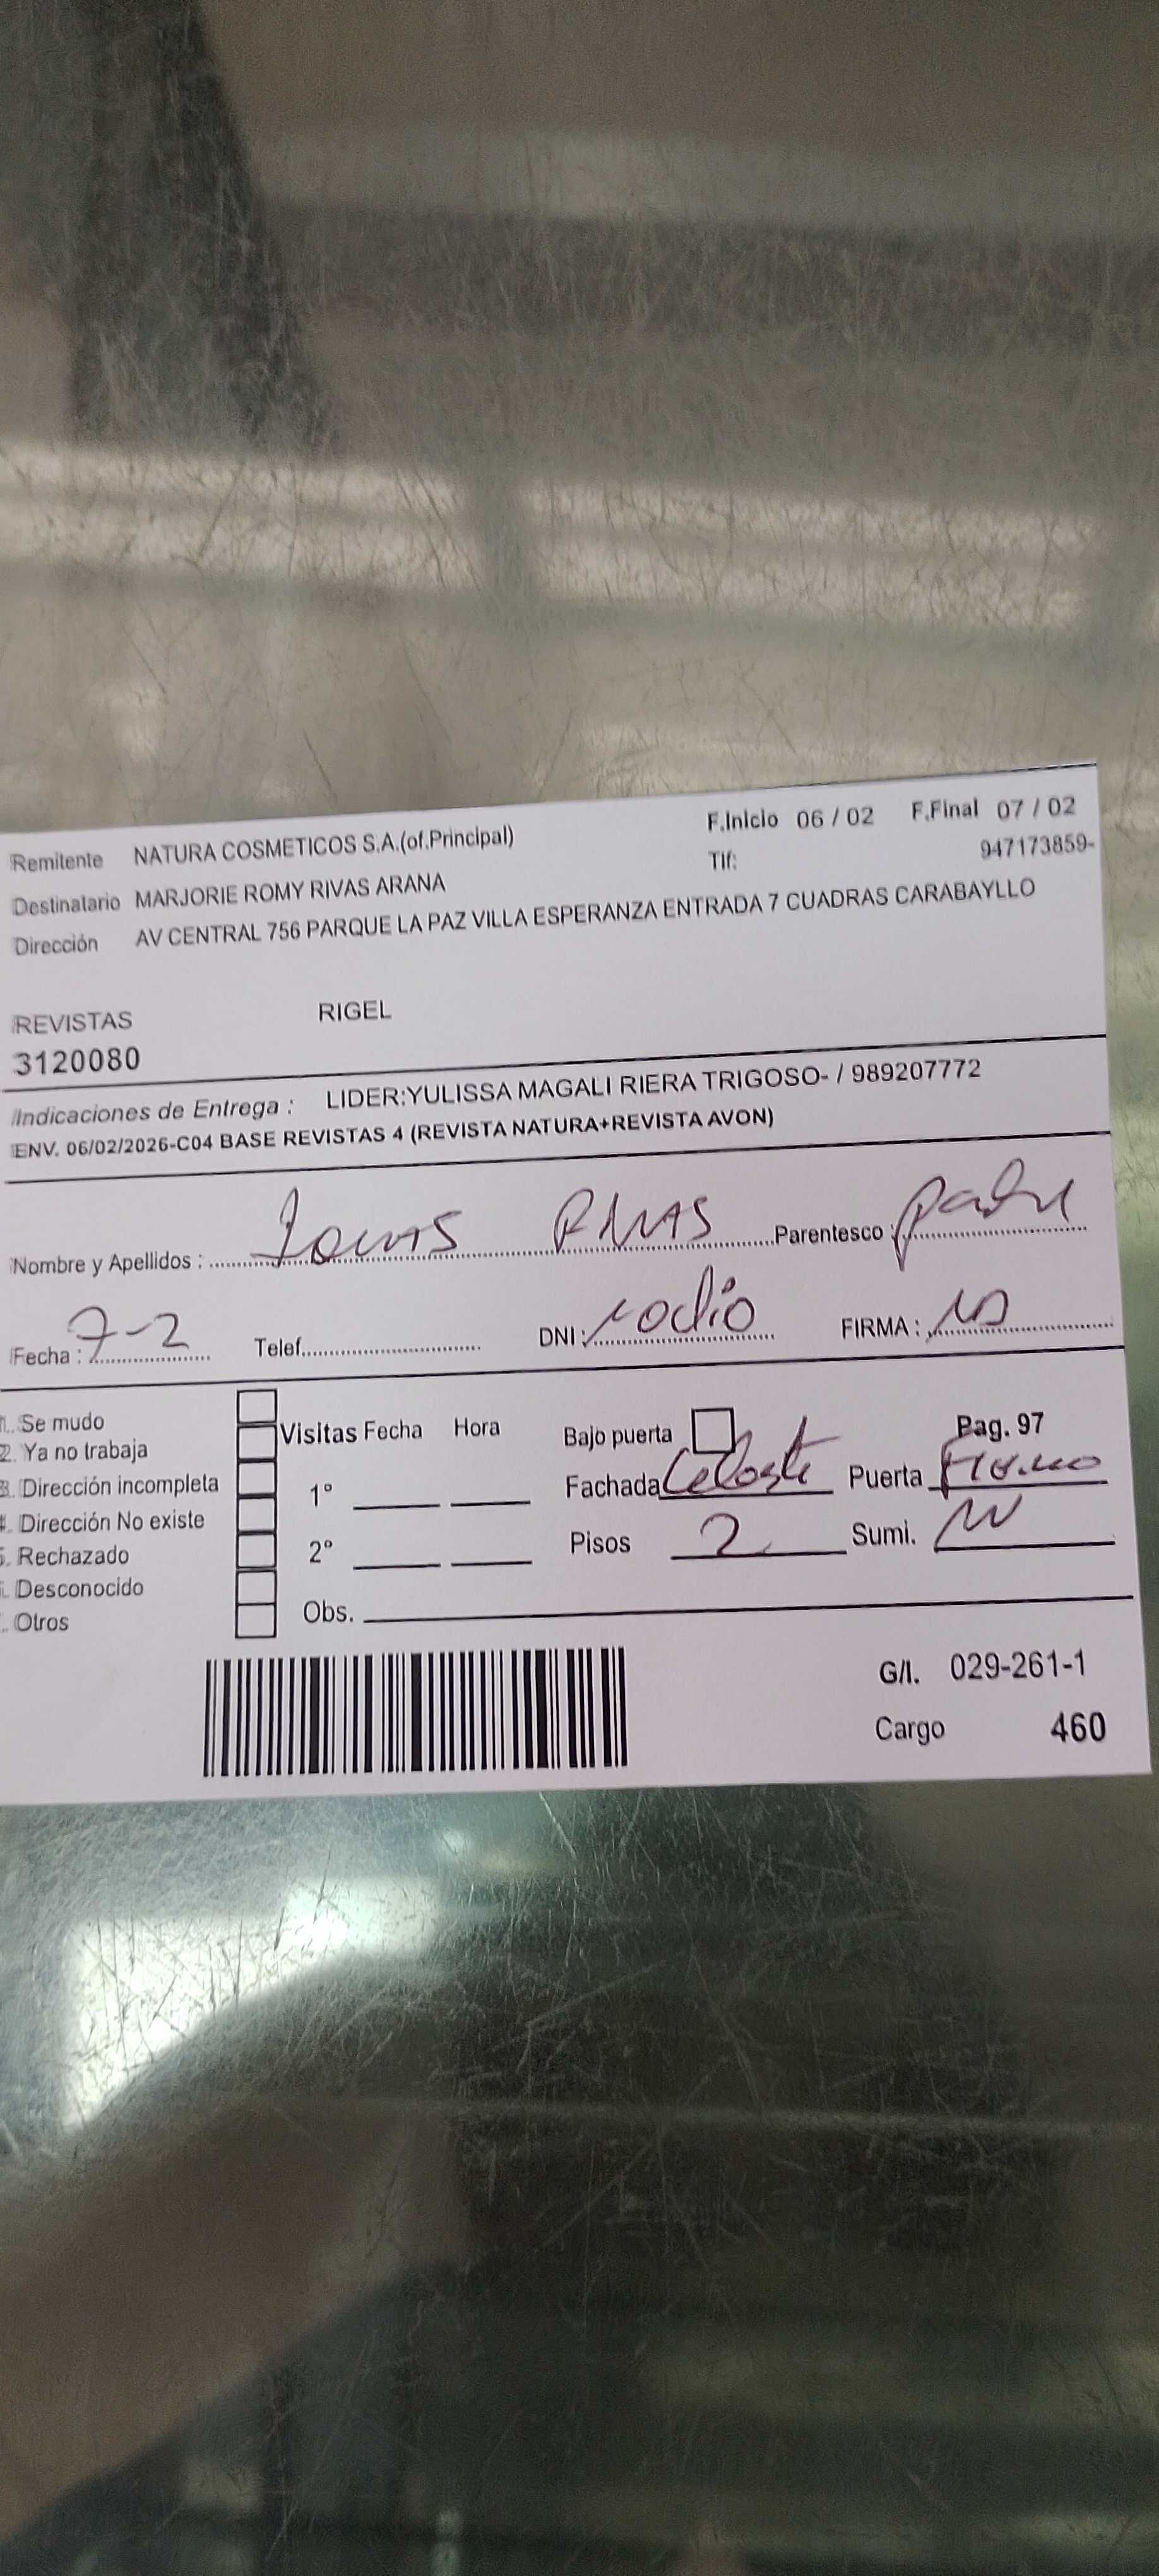 Remitente NATURA COSMETICOS S.A.(of.Principal) F.Inicio 06 / 02 F.Final 07 / 02
Tlf: 947173859-
Destinatario MARJORIE ROMY RIVAS ARANA
Dirección AV CENTRAL 756 PARQUE LA PAZ VILLA ESPERANZA ENTRADA 7 CUADRAS CARABAYLLO
REVISTAS RIGEL
3120080
Indicaciones de Entrega : LIDER:YULISSA MAGALI RIERA TRIGOSO- / 989207772
ENV. 06/02/2026-C04 BASE REVISTAS 4 (REVISTA NATURA+REVISTA AVON)
Nombre y Apellidos : RIVAS Parentesco : padre
Fecha : 7-2 Telef. DNI : no dio FIRMA :
1. Se mudo
2. Ya no trabaja
3. Dirección incompleta
4. Dirección No existe
5. Rechazado
. Desconocido
. Otros
Visitas Fecha Hora
1°
2°
Obs.
Bajo puerta Pag. 97
Fachada Celeste Puerta Fierro
Pisos 2 Sumi.
G/I. 029-261-1
Cargo 460